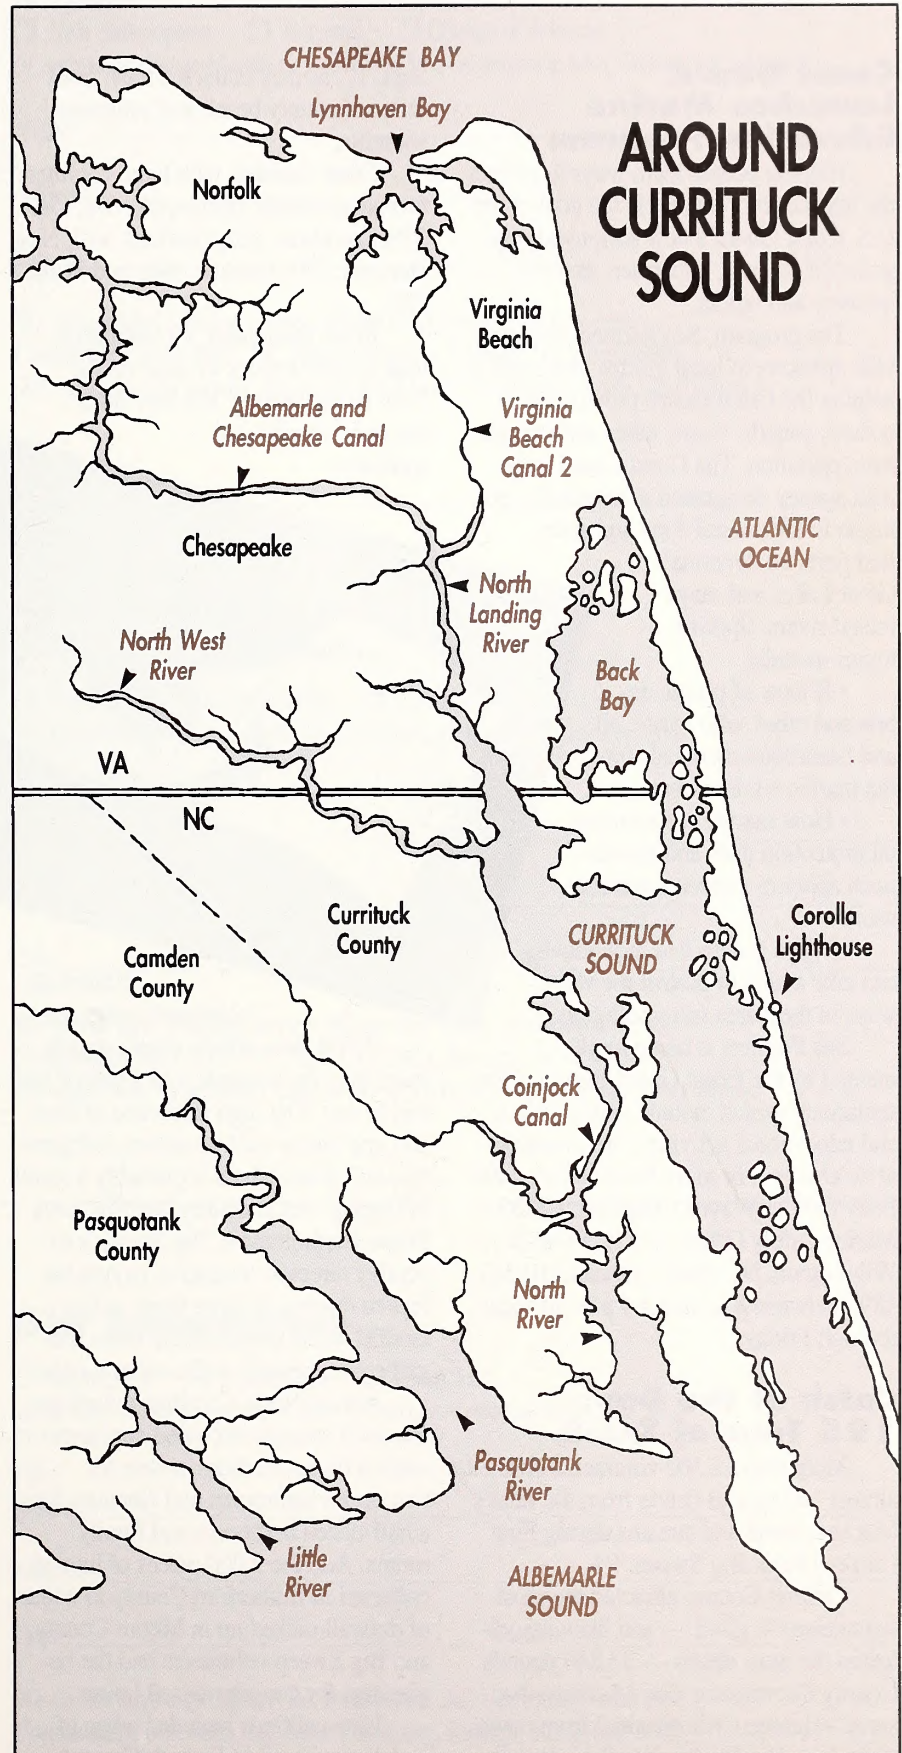 CHESAPEAKE BAY
Lynnhaven Bay
AROUND
CURRITUCK
SOUND
Norfolk
Virginia
Beach
Albemarle and
Chesapeake Canal
Virginia
Beach
Canal 2
ATLANTIC
OCEAN
Chesapeake
North
Landing
River
North West
River
Back
Bay
VA
NC
Currituck
County
Corolla
Lighthouse
CURRITUCK
SOUND
Camden
County
Coinjock
Canal
Pasquotank
County
North
River
Pasquotank
River
Little
River
ALBEMARLE
SOUND